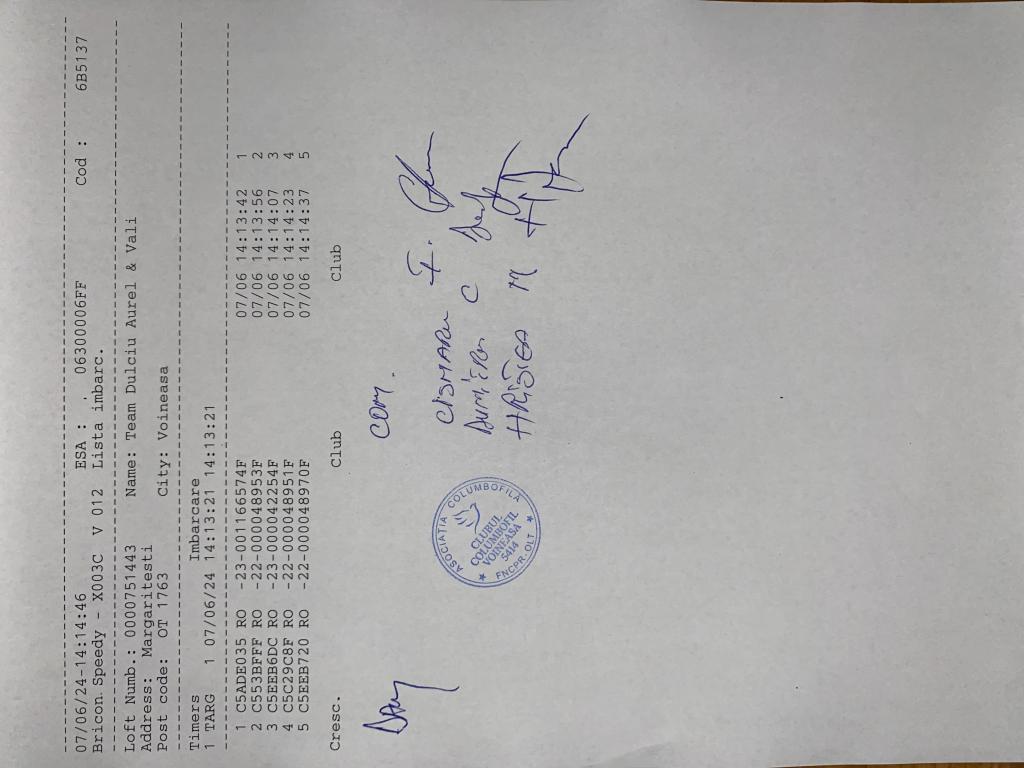 07/06/24-14:14:46 ESA : . 06300006FF Cod : 6B5137
Bricon Speedy - X003C V 012 Lista imbarc.
Loft Numb.: 0000751443 Name: Team Dulciu Aurel & Vali
Address: Margaritesti
Post code: OT 1763 City: Voineasa
Timers Imbarcare
1 TARG 1 07/06/24 14:13:21 14:13:21
1 C5ADE035 RO -23-001166574F 07/06 14:13:42 1
2 C553BFFF RO -22-000048953F 07/06 14:13:56 2
3 C5EEB6DC RO -23-000042254F 07/06 14:14:07 3
4 C5C29C8F RO -22-000048951F 07/06 14:14:23 4
5 C5EEB720 RO -22-000048970F 07/06 14:14:37 5
Cresc. Club Club
COM.
CISMARU F.
Dumitru C
HRISTEA M
ASOCIATIA COLUMBOFILA
CLUBUL
COLUMBOFIL
VOINEASA
5414
★ FNCPR OLT ★